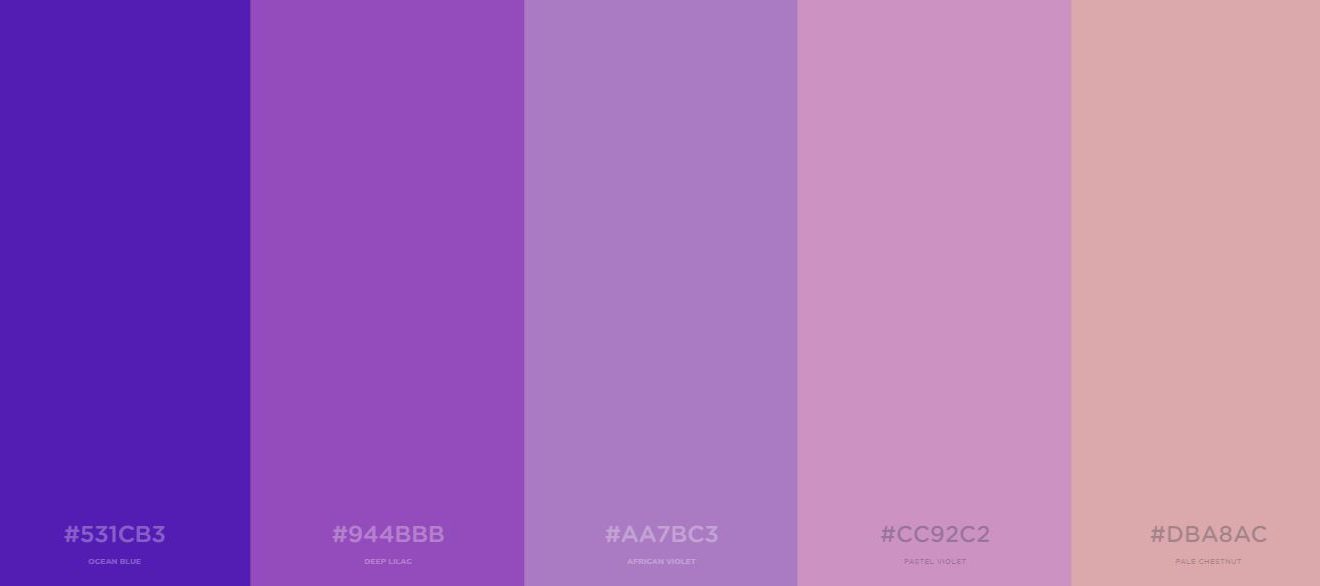 #531CB3
OCEAN BLUE
#944BBB
DEEP LILAC
#AA7BC3
AFRICAN VIOLET
#CC92C2
PASTEL VIOLET
#DBA8AC
PALE CHESTNUT